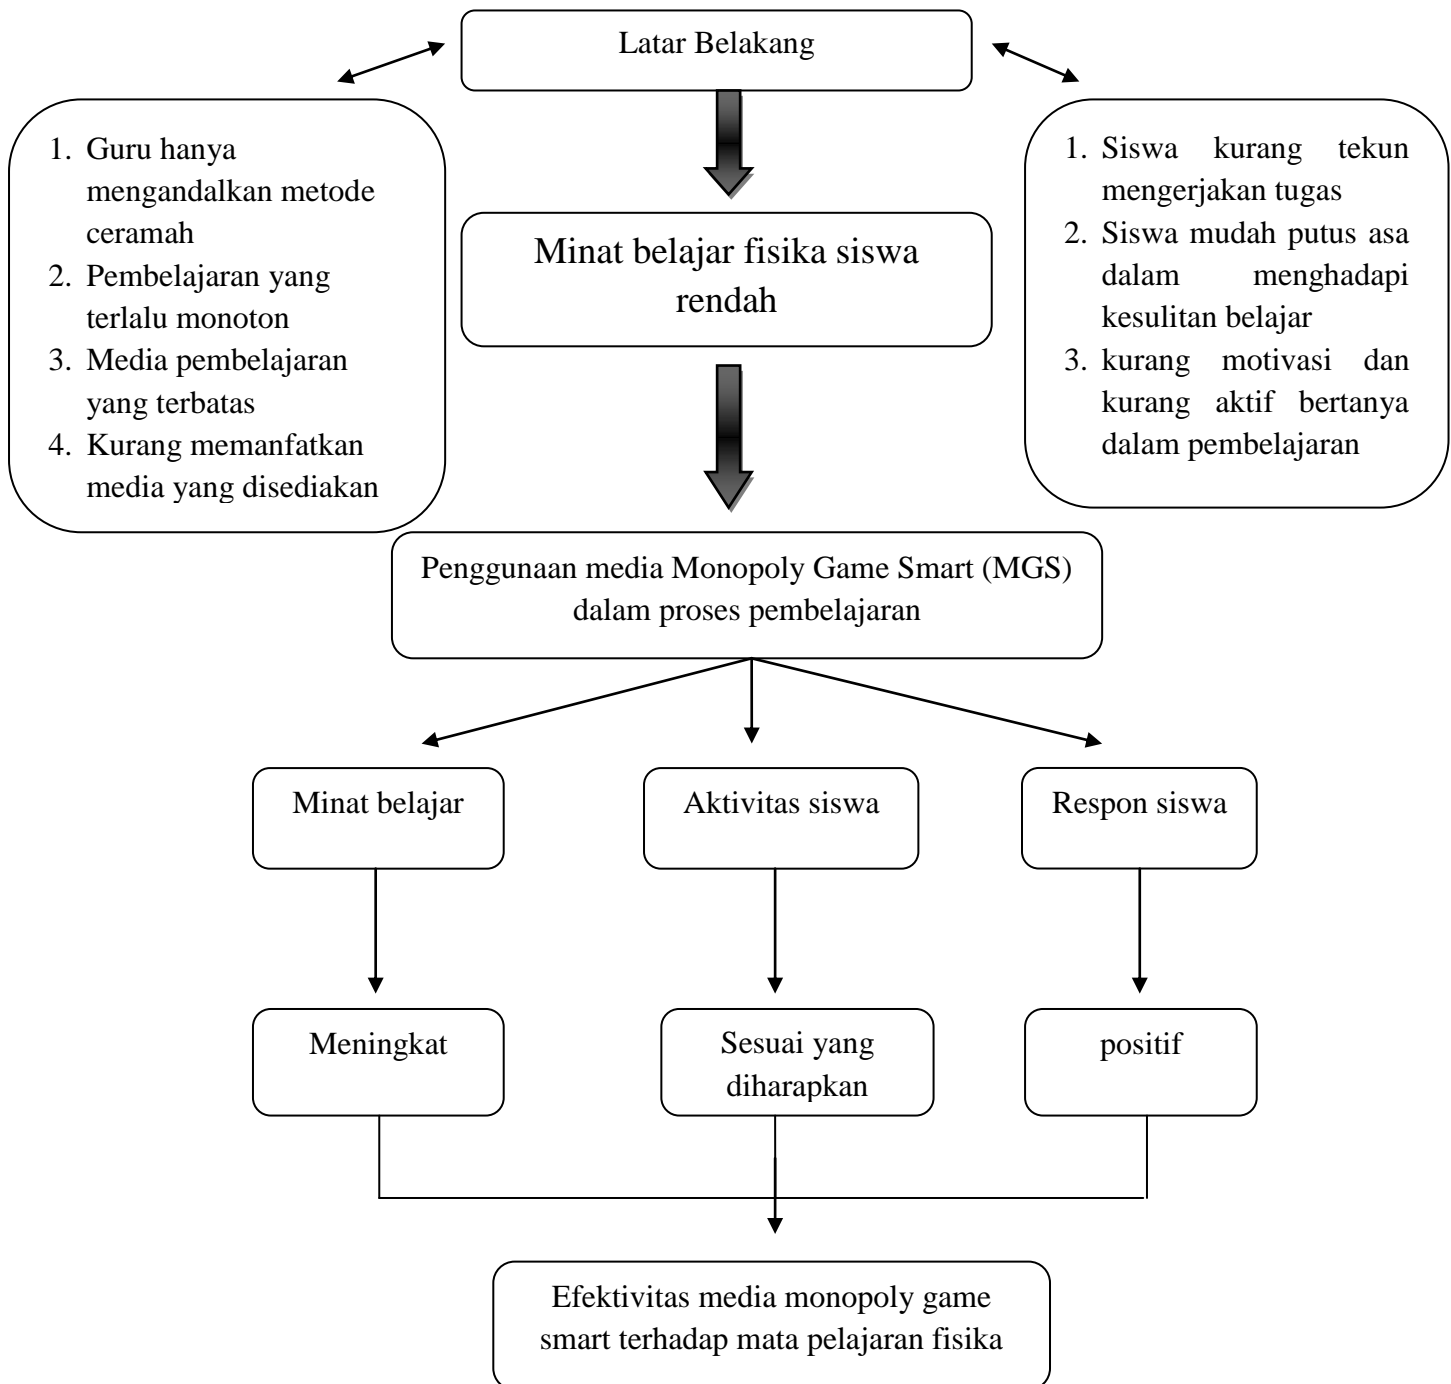 Latar Belakang
1. Guru hanya
mengandalkan metode
ceramah
2. Pembelajaran yang
terlalu monoton
3. Media pembelajaran
yang terbatas
4. Kurang memanfatkan
media yang disediakan
Minat belajar fisika siswa
rendah
1. Siswa kurang tekun
mengerjakan tugas
2. Siswa mudah putus asa
dalam menghadapi
kesulitan belajar
3. kurang motivasi dan
kurang aktif bertanya
dalam pembelajaran
Penggunaan media Monopoly Game Smart (MGS)
dalam proses pembelajaran
Minat belajar
Aktivitas siswa
Respon siswa
Meningkat
Sesuai yang
diharapkan
positif
Efektivitas media monopoly game
smart terhadap mata pelajaran fisika